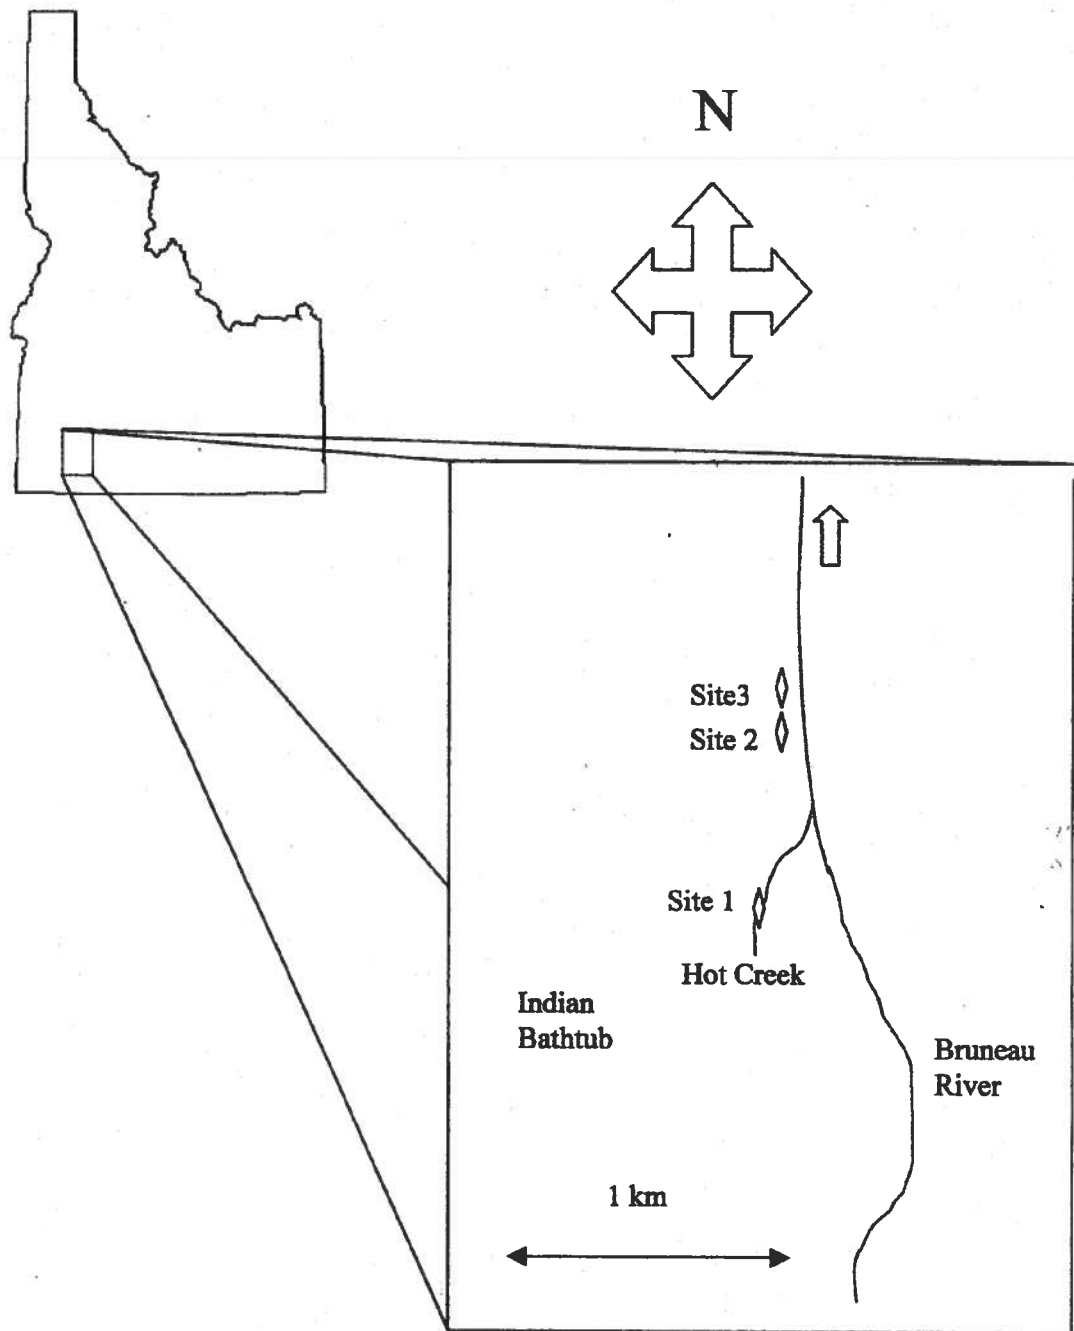 N
Site3
Site 2
Site 1
Hot Creek
Indian
Bathtub
Bruneau
River
1 km